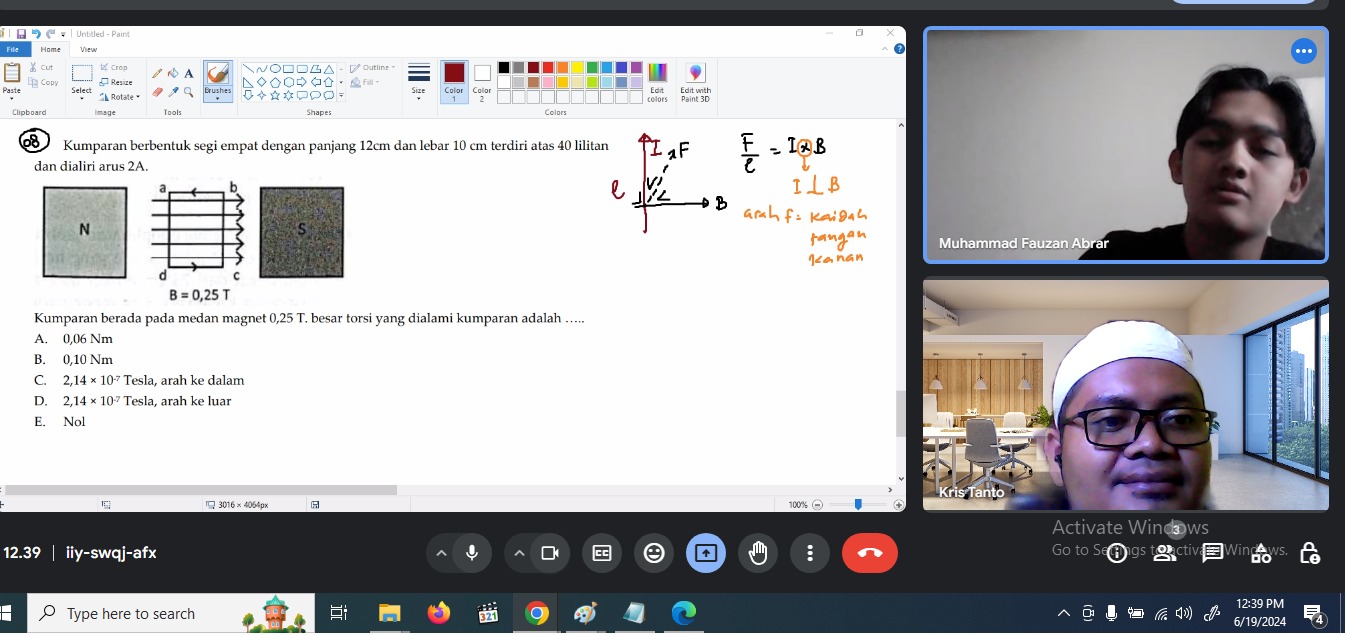 Untitled - Paint
File
Home
View
Cut
Copy
Paste
Clipboard
Select
Crop
Resize
Rotate
Image
A
Tools
Brushes
Outline
Fill
Shapes
Size
Color 1
Color 2
Edit colors
Edit with Paint 3D
Colors
08 Kumparan berbentuk segi empat dengan panjang 12cm dan lebar 10 cm terdiri atas 40 lilitan
dan dialiri arus 2A.
N
a
b
d
c
S
B = 0,25 T
Kumparan berada pada medan magnet 0,25 T. besar torsi yang dialami kumparan adalah …..
A. 0,06 Nm
B. 0,10 Nm
C. 2,14 × 10⁻⁷ Tesla, arah ke dalam
D. 2,14 × 10⁻⁷ Tesla, arah ke luar
E. Nol
I
F
l
B
F/l = I x B
I ⊥ B
arah f = kaidah
tangan
kanan
3016 × 4064px
100%
Muhammad Fauzan Abrar
Kris Tanto
Activate Windows
Go to Settings to activate Windows.
12.39 | iiy-swqj-afx
3
Type here to search
321
12:39 PM
6/19/2024
4